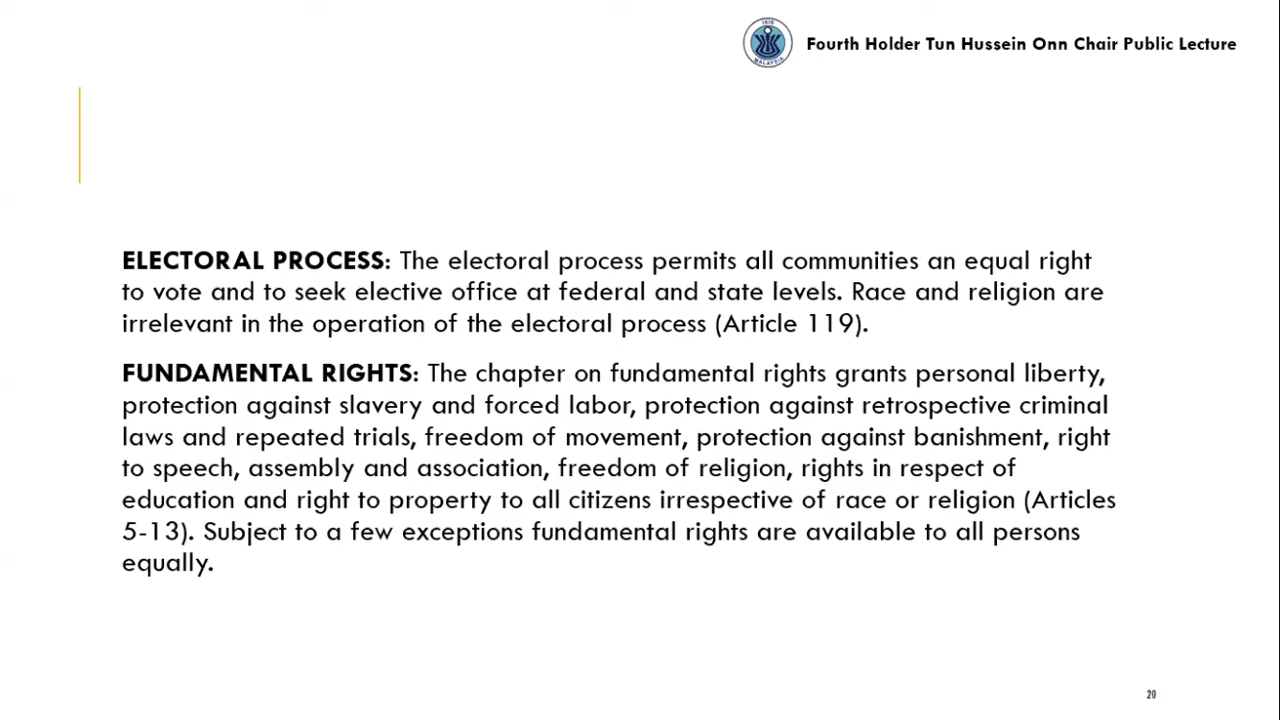 ISIS
MALAYSIA
Fourth Holder Tun Hussein Onn Chair Public Lecture
ELECTORAL PROCESS: The electoral process permits all communities an equal right
to vote and to seek elective office at federal and state levels. Race and religion are
irrelevant in the operation of the electoral process (Article 119).
FUNDAMENTAL RIGHTS: The chapter on fundamental rights grants personal liberty,
protection against slavery and forced labor, protection against retrospective criminal
laws and repeated trials, freedom of movement, protection against banishment, right
to speech, assembly and association, freedom of religion, rights in respect of
education and right to property to all citizens irrespective of race or religion (Articles
5-13). Subject to a few exceptions fundamental rights are available to all persons
equally.
20